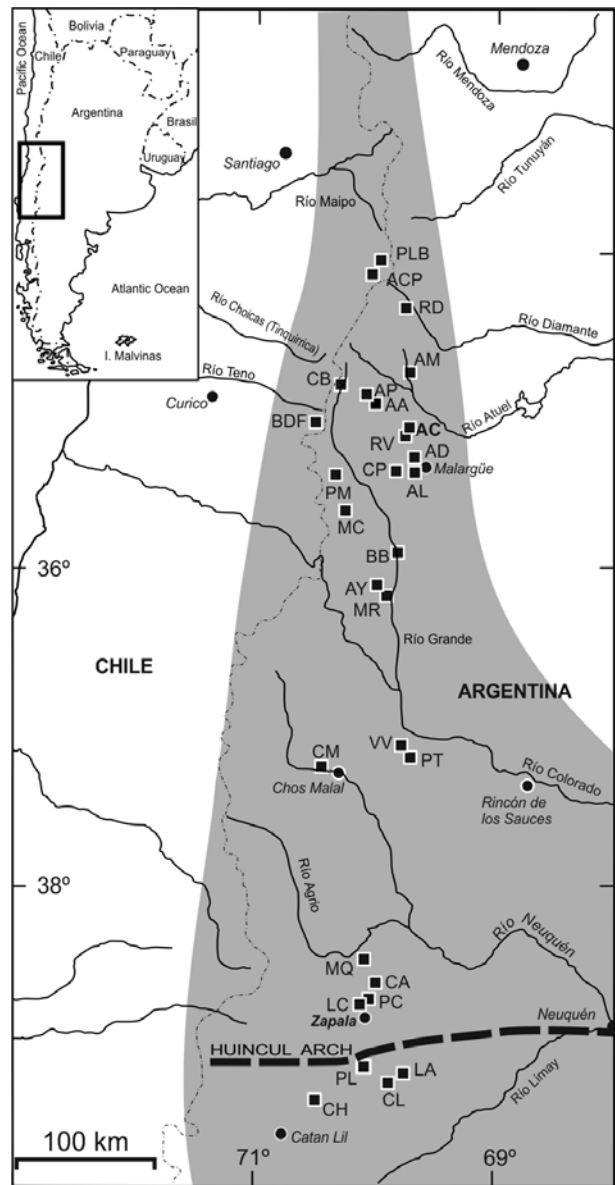 Bolivia
Pacific Ocean
Chile
Paraguay
Argentina
Brasil
Uruguay
Atlantic Ocean
I. Malvinas
Mendoza
Río Mendoza
Santiago
Río Tunuyán
Río Maipo
PLB
ACP
RD
Río Choicas (Tinquirrica)
Río Diamante
Río Teno
CB
AM
AP
AA
Curico
Río Atuel
BDF
AC
RV
AD
CP
Malargüe
AL
PM
MC
BB
36º
AY
MR
Río Grande
CHILE
ARGENTINA
VV
CM
PT
Chos Malal
Río Colorado
Rincón de
los Sauces
38º
Río Agrio
Río Neuquén
MQ
CA
LC
PC
Zapala
Neuquén
HUINCUL ARCH
PL
LA
CL
Río Limay
CH
Catan Lil
100 km
71º
69º